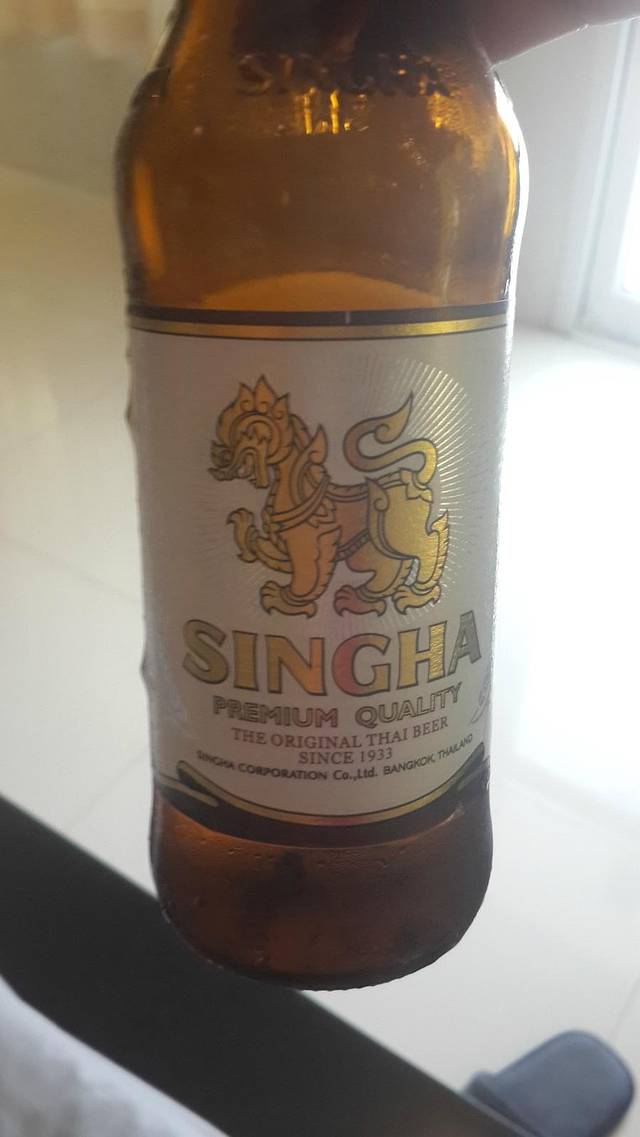 SINGHA
SINGHA
PREMIUM QUALITY
THE ORIGINAL THAI BEER
SINCE 1933
SINGHA CORPORATION Co.,Ltd. BANGKOK, THAILAND